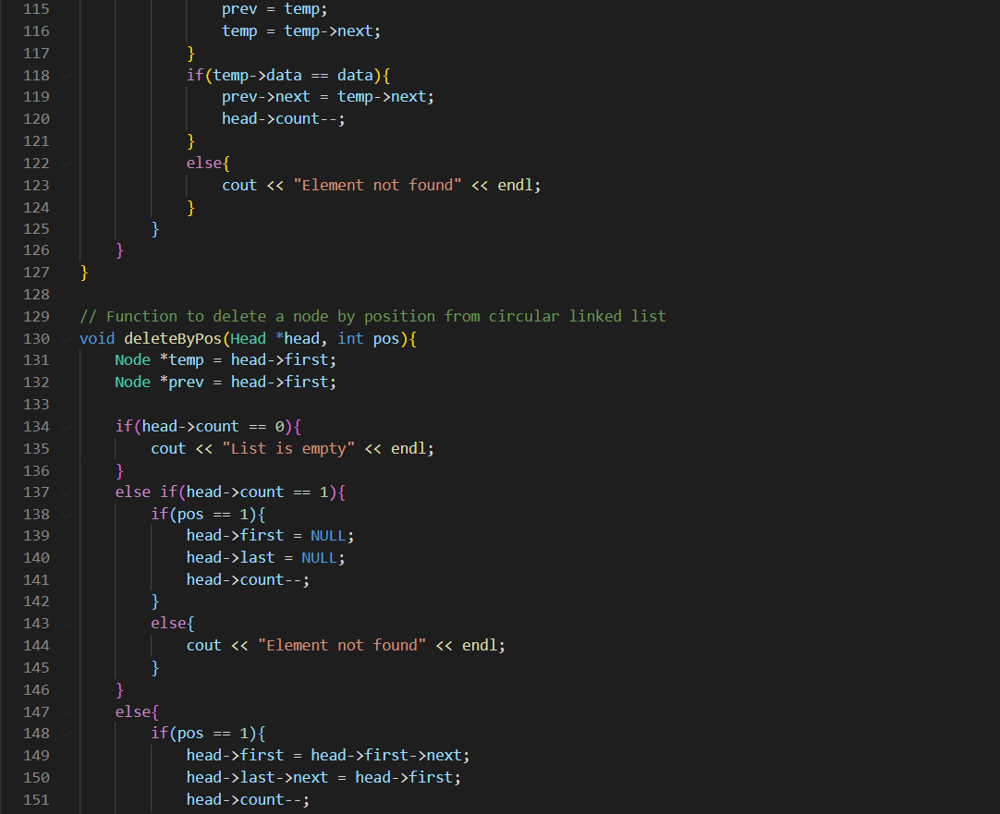 115                 prev = temp;
116                 temp = temp->next;
117             }
118             if(temp->data == data){
119                 prev->next = temp->next;
120                 head->count--;
121             }
122             else{
123                 cout << "Element not found" << endl;
124             }
125         }
126     }
127 }
128
129 // Function to delete a node by position from circular linked list
130 void deleteByPos(Head *head, int pos){
131     Node *temp = head->first;
132     Node *prev = head->first;
133
134     if(head->count == 0){
135         cout << "List is empty" << endl;
136     }
137     else if(head->count == 1){
138         if(pos == 1){
139             head->first = NULL;
140             head->last = NULL;
141             head->count--;
142         }
143         else{
144             cout << "Element not found" << endl;
145         }
146     }
147     else{
148         if(pos == 1){
149             head->first = head->first->next;
150             head->last->next = head->first;
151             head->count--;